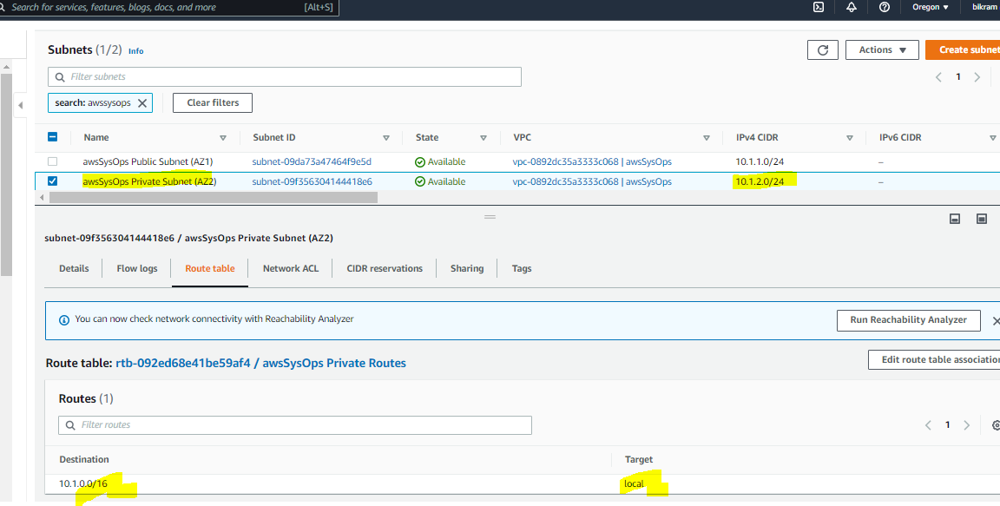 Search for services, features, blogs, docs, and more [Alt+S] Oregon ▼ bikram
Subnets (1/2) Info Actions ▼ Create subnet
Filter subnets
1
search: awssysops Clear filters
Name Subnet ID State VPC IPv4 CIDR IPv6 CIDR
awsSysOps Public Subnet (AZ1) subnet-09da73a47464f9e5d Available vpc-0892dc35a3333c068 | awsSysOps 10.1.1.0/24 –
awsSysOps Private Subnet (AZ2) subnet-09f356304144418e6 Available vpc-0892dc35a3333c068 | awsSysOps 10.1.2.0/24 –
subnet-09f356304144418e6 / awsSysOps Private Subnet (AZ2)
Details Flow logs Route table Network ACL CIDR reservations Sharing Tags
You can now check network connectivity with Reachability Analyzer Run Reachability Analyzer
Route table: rtb-092ed68e41be59af4 / awsSysOps Private Routes Edit route table association
Routes (1)
Filter routes 1
Destination Target
10.1.0.0/16 local